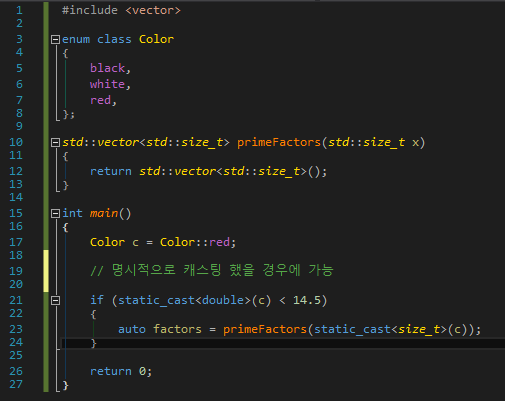 1 #include <vector>
2
3 enum class Color
4 {
5 black,
6 white,
7 red,
8 };
9
10 std::vector<std::size_t> primeFactors(std::size_t x)
11 {
12 return std::vector<std::size_t>();
13 }
14
15 int main()
16 {
17 Color c = Color::red;
18
19 // 명시적으로 캐스팅 했을 경우에 가능
20
21 if (static_cast<double>(c) < 14.5)
22 {
23 auto factors = primeFactors(static_cast<size_t>(c));
24 }
25
26 return 0;
27 }